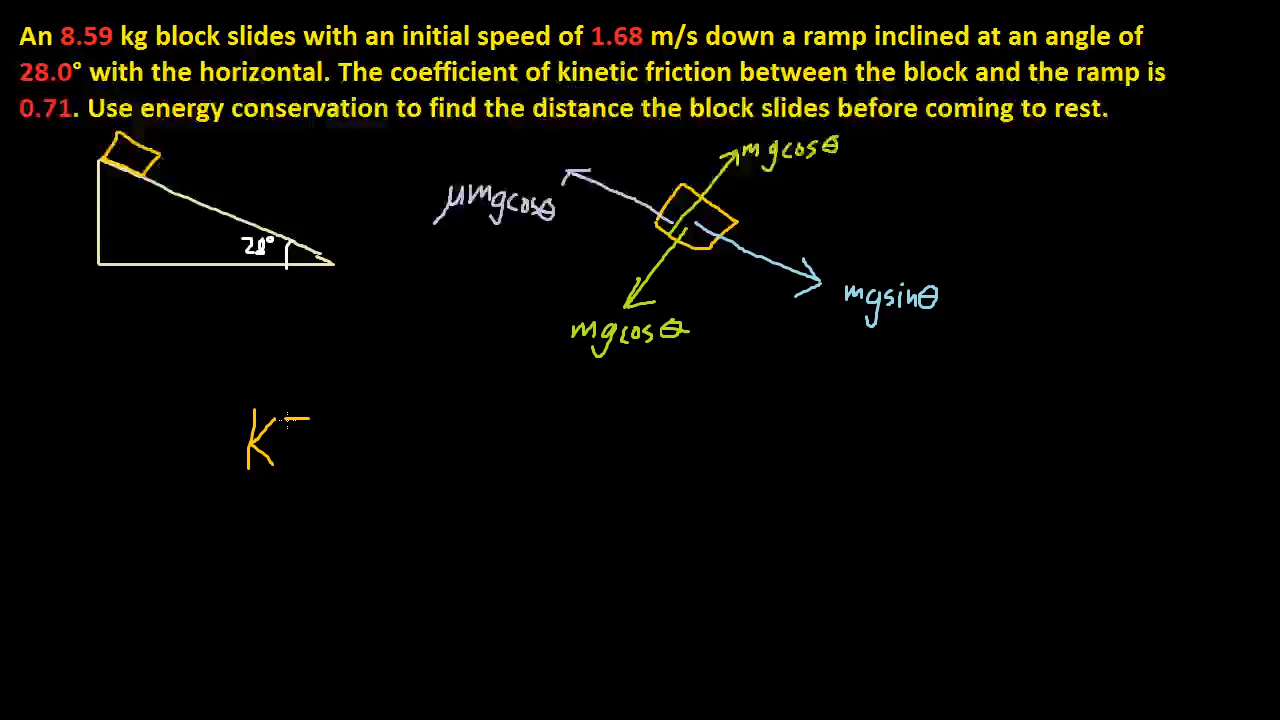 An 8.59 kg block slides with an initial speed of 1.68 m/s down a ramp inclined at an angle of
28.0° with the horizontal. The coefficient of kinetic friction between the block and the ramp is
0.71. Use energy conservation to find the distance the block slides before coming to rest.
mgcosθ
μmgcosθ
28°
mgsinθ
mgcosθ
K